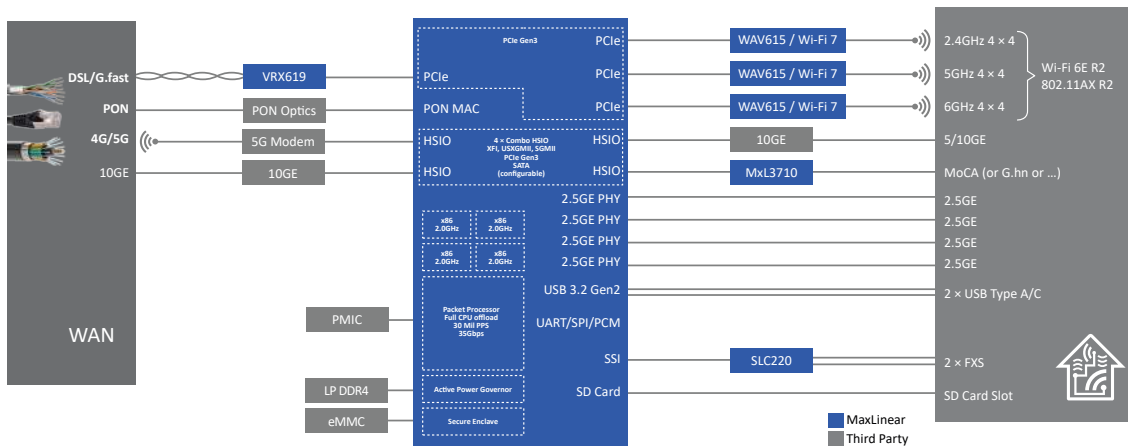 PCIe Gen3
DSL/G.fast
VRX619
PCIe
PON
PON Optics
PON MAC
4G/5G
5G Modem
HSIO
10GE
10GE
HSIO
4 × Combo HSIO
XFI, USXGMII, SGMII
PCIe Gen3
SATA
(configurable)
PCIe
WAV615 / Wi-Fi 7
2.4GHz 4 × 4
PCIe
WAV615 / Wi-Fi 7
5GHz 4 × 4
PCIe
WAV615 / Wi-Fi 7
6GHz 4 × 4
Wi-Fi 6E R2
802.11AX R2
HSIO
10GE
5/10GE
HSIO
MxL3710
MoCA (or G.hn or ...)
2.5GE PHY
2.5GE
2.5GE PHY
2.5GE
2.5GE PHY
2.5GE
2.5GE PHY
2.5GE
x86
2.0GHz
x86
2.0GHz
x86
2.0GHz
x86
2.0GHz
USB 3.2 Gen2
2 × USB Type A/C
WAN
PMIC
Packet Processor
Full CPU offload
30 Mil PPS
35Gbps
UART/SPI/PCM
SSI
SLC220
2 × FXS
LP DDR4
Active Power Governor
SD Card
SD Card Slot
eMMC
Secure Enclave
MaxLinear
Third Party